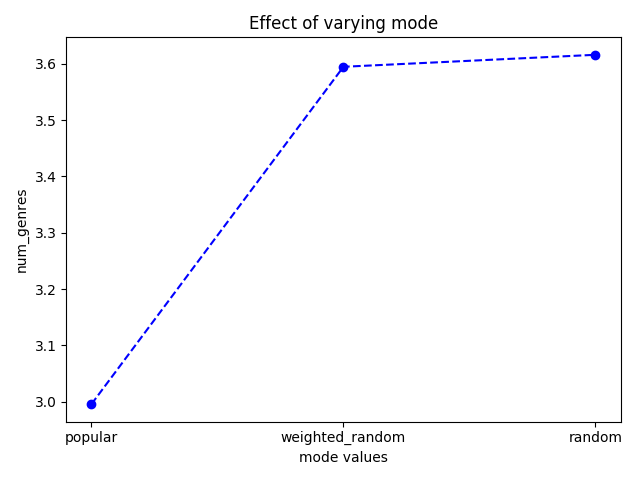 Effect of varying mode
num_genres
3.6
3.5
3.4
3.3
3.2
3.1
3.0
popular weighted_random random
mode values